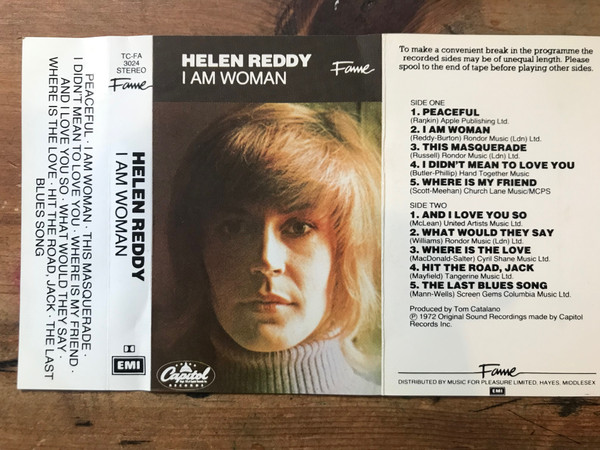 PEACEFUL · I AM WOMAN · THIS MASQUERADE ·
I DIDN'T MEAN TO LOVE YOU · WHERE IS MY FRIEND ·
AND I LOVE YOU SO · WHAT WOULD THEY SAY ·
WHERE IS THE LOVE · HIT THE ROAD, JACK · THE LAST
BLUES SONG
TC-FA
3024
STEREO
Fame
HELEN REDDY
I AM WOMAN
EMI
HELEN REDDY
I AM WOMAN
Fame
Capitol
RECORDS
To make a convenient break in the programme the
recorded sides may be of unequal length. Please
spool to the end of tape before playing other sides.
SIDE ONE
1. PEACEFUL
(Rankin) Apple Publishing Ltd.
2. I AM WOMAN
(Reddy-Burton) Rondor Music (Ldn) Ltd.
3. THIS MASQUERADE
(Russell) Rondor Music (Ldn) Ltd.
4. I DIDN'T MEAN TO LOVE YOU
(Butler-Phillip) Hand Together Music
5. WHERE IS MY FRIEND
(Scott-Meehan) Church Lane Music/MCPS
SIDE TWO
1. AND I LOVE YOU SO
(McLean) United Artists Music Ltd.
2. WHAT WOULD THEY SAY
(Williams) Rondor Music (Ldn) Ltd.
3. WHERE IS THE LOVE
(MacDonald-Salter) Cyril Shane Music Ltd.
4. HIT THE ROAD, JACK
(Mayfield) Tangerine Music Ltd.
5. THE LAST BLUES SONG
(Mann-Wells) Screen Gems Columbia Music Ltd.
Produced by Tom Catalano
℗ 1972 Original Sound Recordings made by Capitol
Records Inc.
Fame
DISTRIBUTED BY MUSIC FOR PLEASURE LIMITED, HAYES, MIDDLESEX
EMI